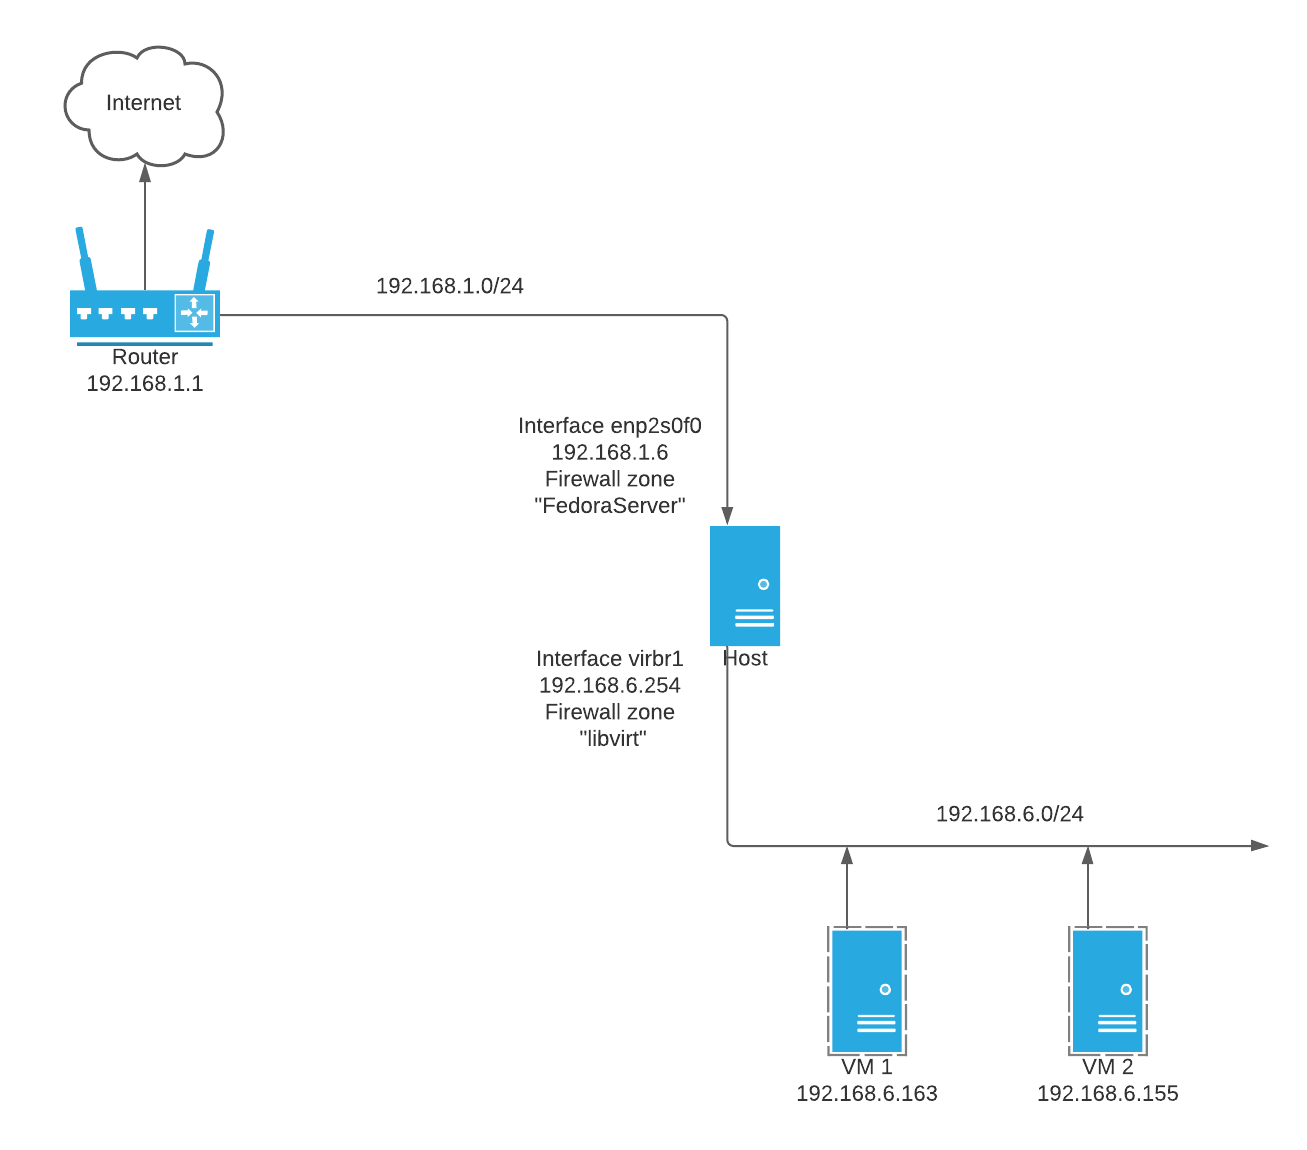 Internet
192.168.1.0/24
Router
192.168.1.1
Interface enp2s0f0
192.168.1.6
Firewall zone
"FedoraServer"
Host
Interface virbr1
192.168.6.254
Firewall zone
"libvirt"
192.168.6.0/24
VM 1
192.168.6.163
VM 2
192.168.6.155